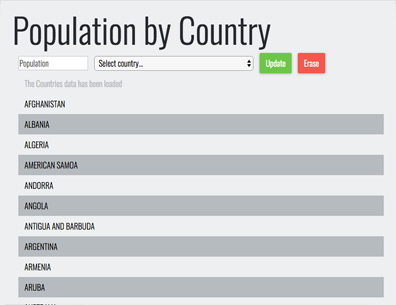 Population by Country
Population Select country... Update Erase
The Countries data has been loaded
AFGHANISTAN
ALBANIA
ALGERIA
AMERICAN SAMOA
ANDORRA
ANGOLA
ANTIGUA AND BARBUDA
ARGENTINA
ARMENIA
ARUBA